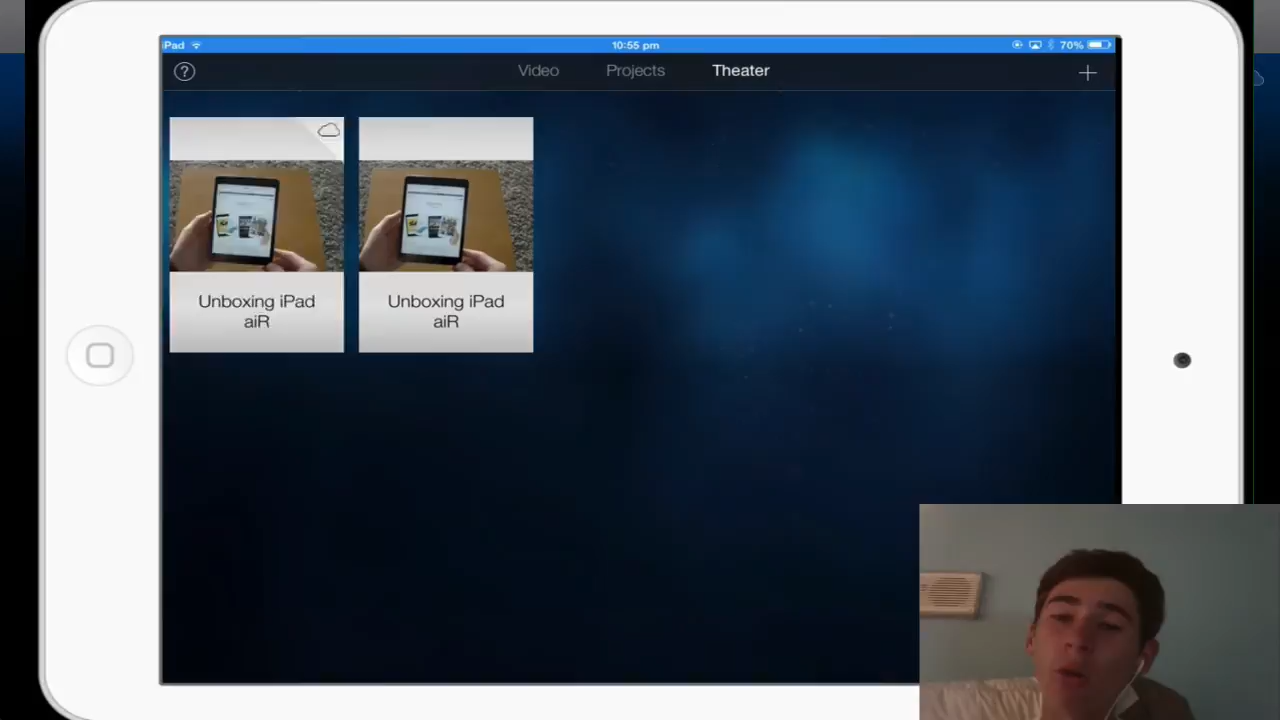 iPad 10:55 pm 70%
Video Projects Theater
Unboxing iPad
aiR
Unboxing iPad
aiR